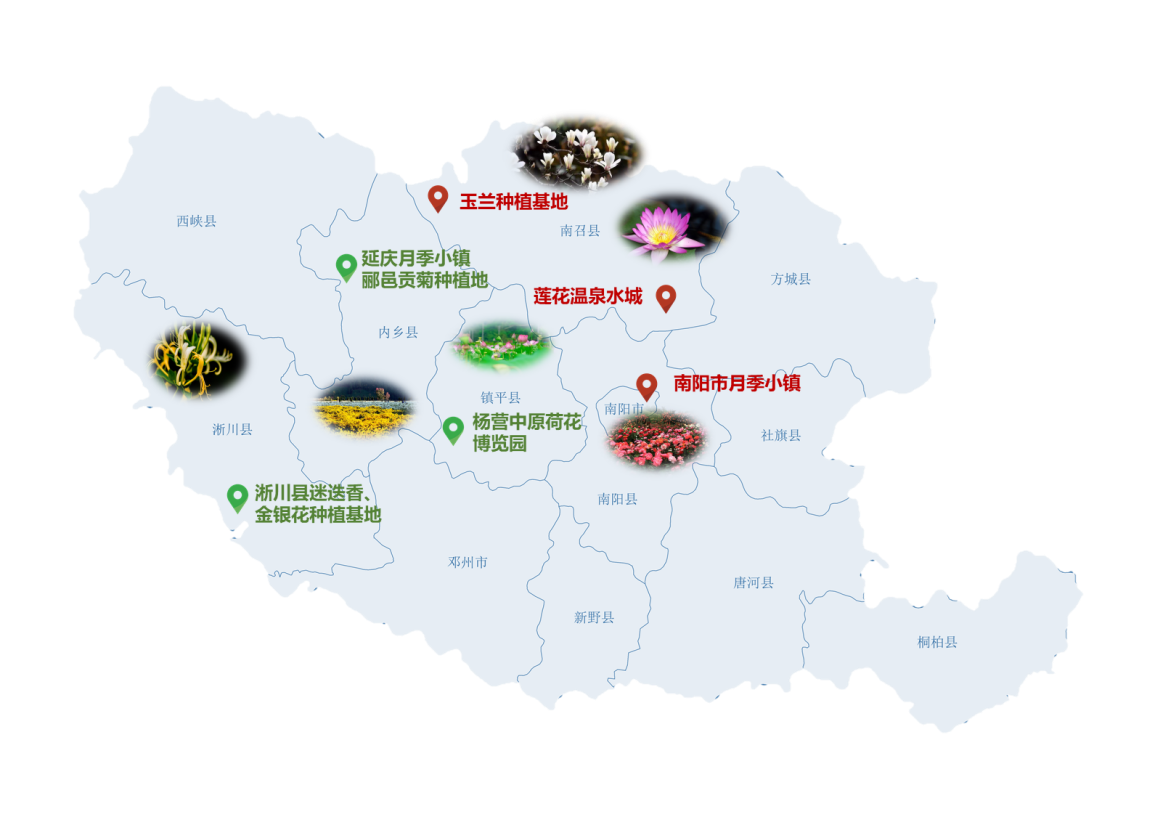 玉兰种植基地
西峡县
南召县
延庆月季小镇
郦邑贡菊种植地
方城县
莲花温泉水城
内乡县
南阳市月季小镇
镇平县
南阳市
杨营中原荷花
博览园
淅川县
社旗县
淅川县迷迭香、
金银花种植基地
南阳县
邓州市
唐河县
新野县
桐柏县